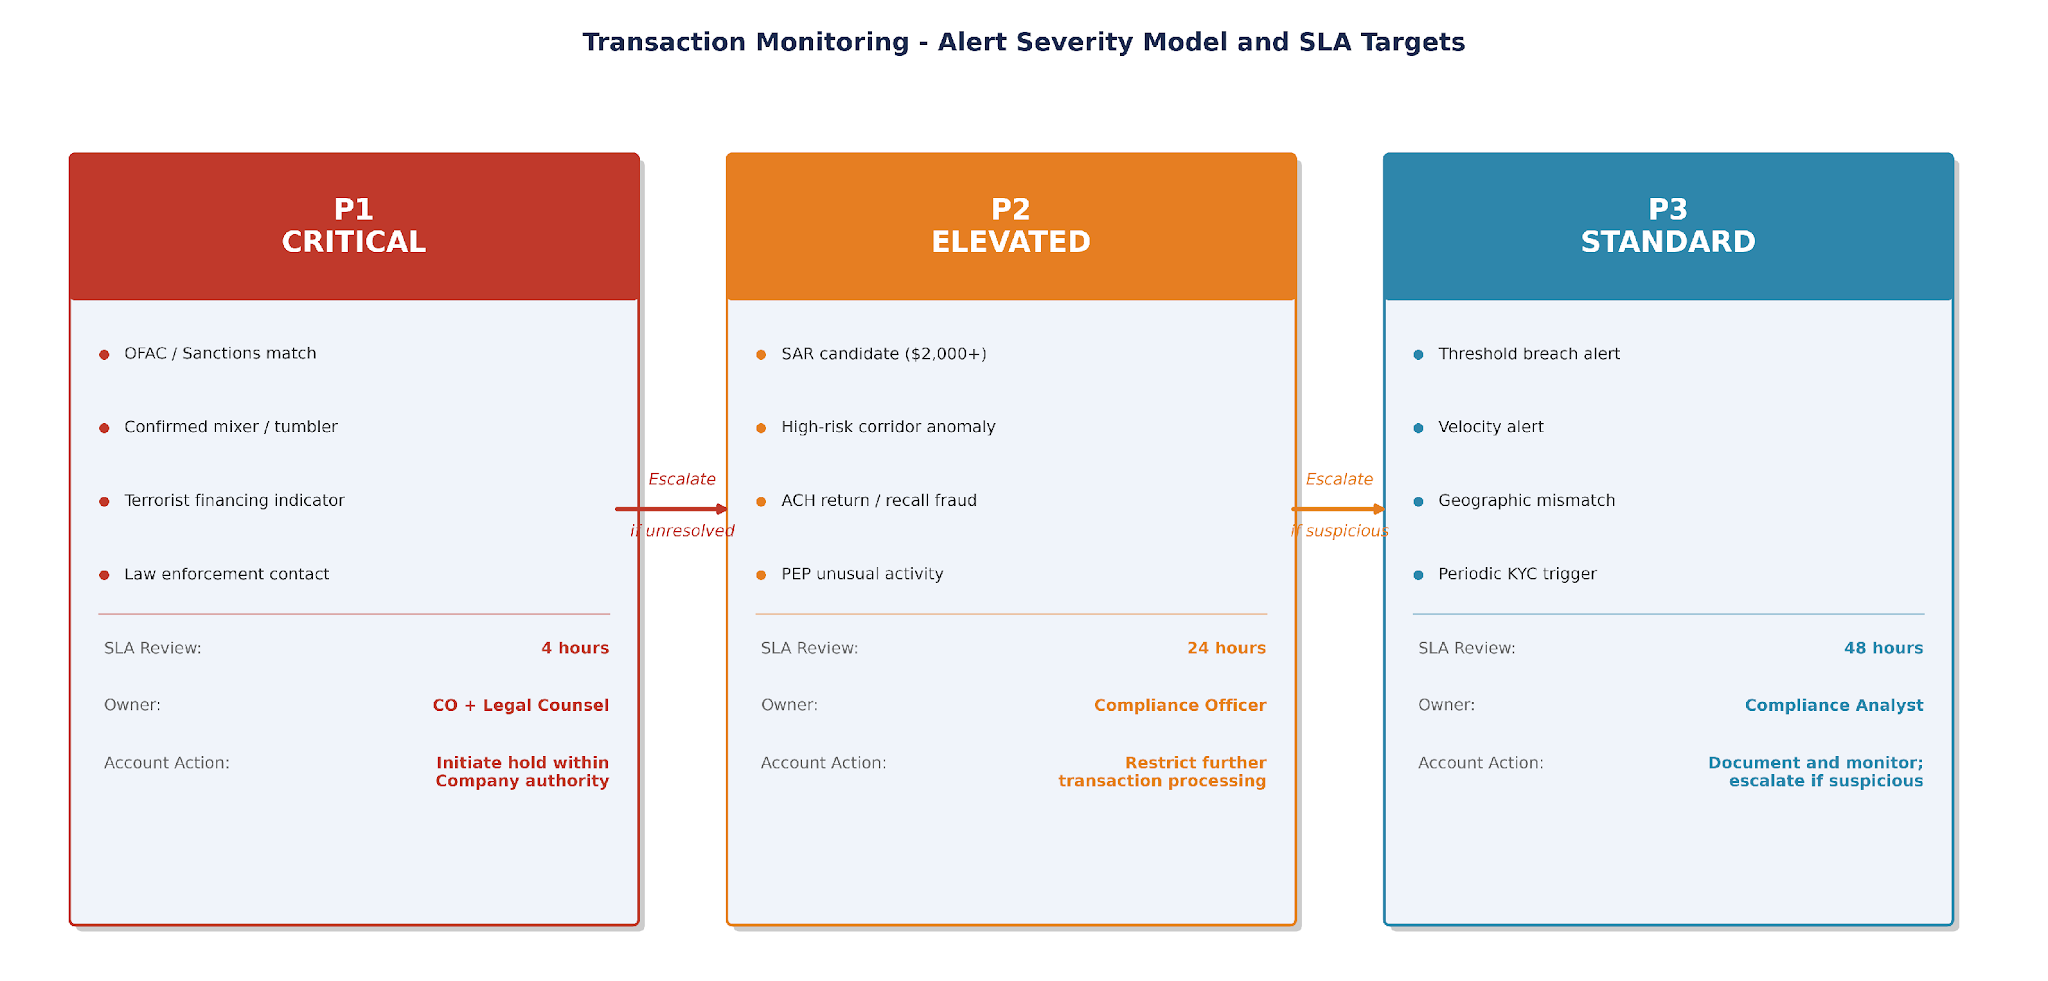 Transaction Monitoring - Alert Severity Model and SLA Targets
P1
CRITICAL
OFAC / Sanctions match
Confirmed mixer / tumbler
Terrorist financing indicator
Law enforcement contact
SLA Review: 4 hours
Owner: CO + Legal Counsel
Account Action: Initiate hold within
Company authority
Escalate
if unresolved
P2
ELEVATED
SAR candidate ($2,000+)
High-risk corridor anomaly
ACH return / recall fraud
PEP unusual activity
SLA Review: 24 hours
Owner: Compliance Officer
Account Action: Restrict further
transaction processing
Escalate
if suspicious
P3
STANDARD
Threshold breach alert
Velocity alert
Geographic mismatch
Periodic KYC trigger
SLA Review: 48 hours
Owner: Compliance Analyst
Account Action: Document and monitor;
escalate if suspicious